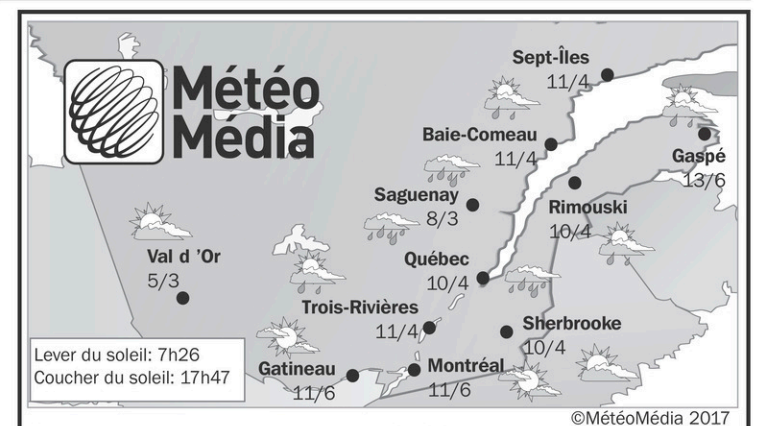 Météo
Média
Sept-Îles
11/4
Baie-Comeau
11/4
Gaspé
13/6
Saguenay
8/3
Rimouski
10/4
Val d 'Or
5/3
Québec
10/4
Trois-Rivières
11/4
Sherbrooke
10/4
Lever du soleil: 7h26
Coucher du soleil: 17h47
Gatineau
11/6
Montréal
11/6
©MétéoMédia 2017